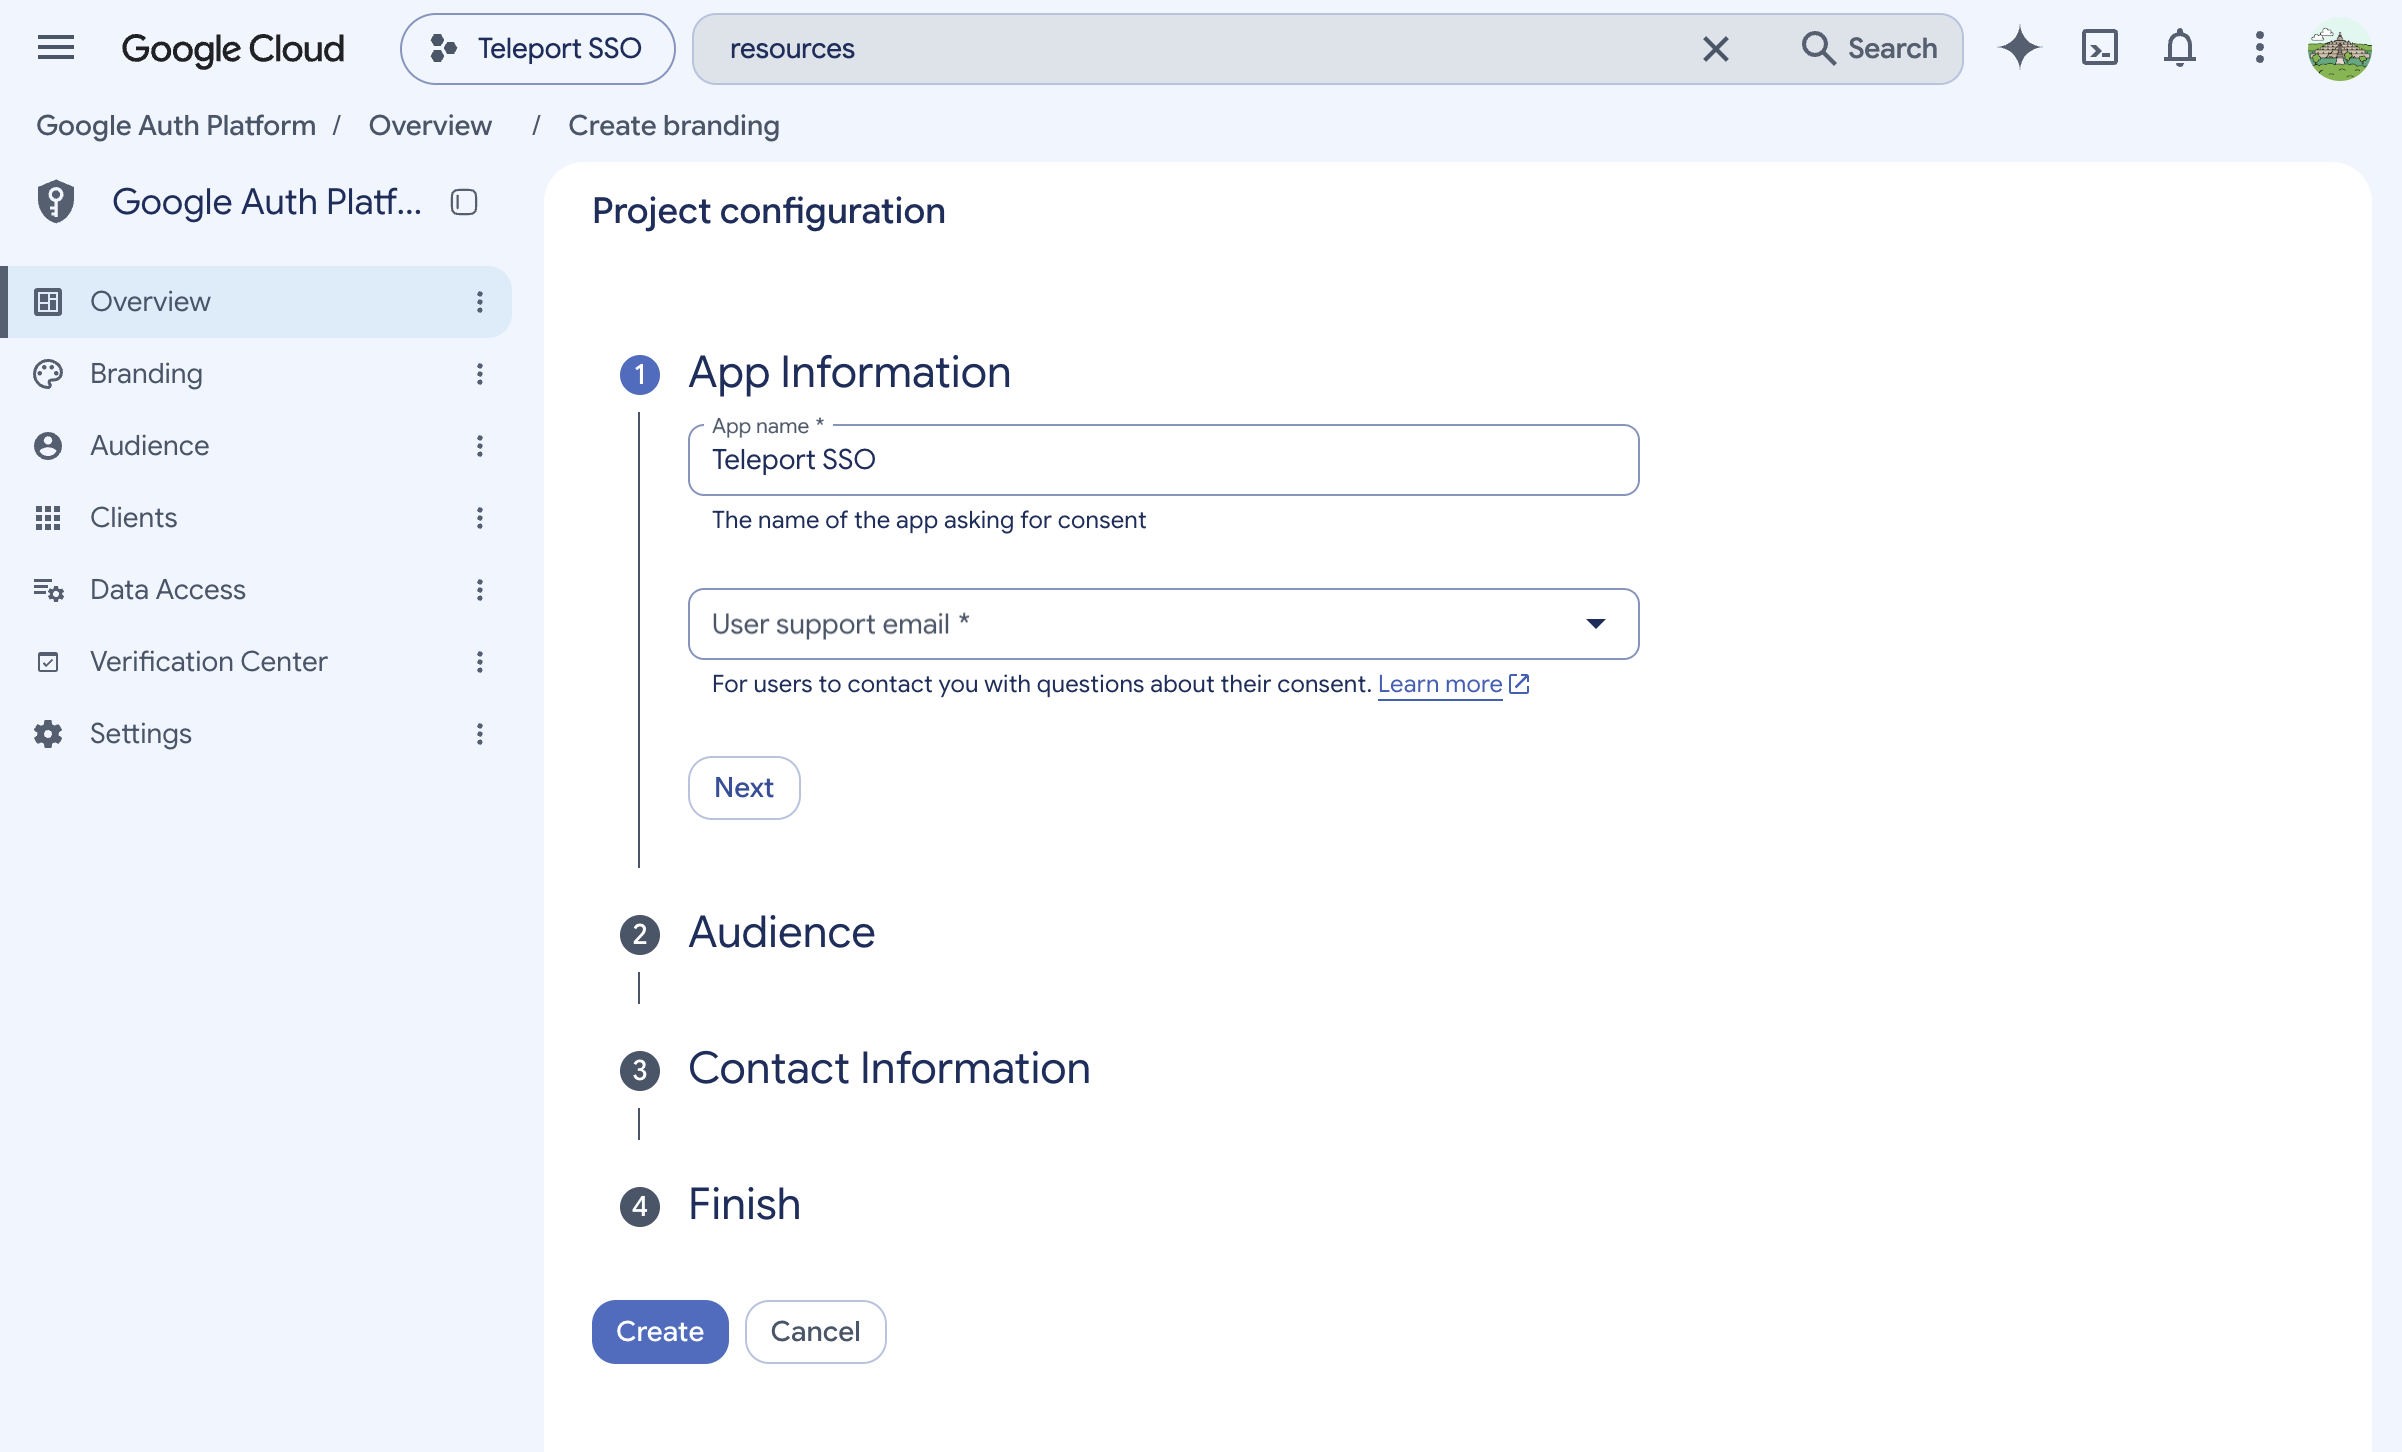 Google Cloud
Teleport SSO
resources
Search
Google Auth Platform / Overview / Create branding
Google Auth Platf...
Overview
Branding
Audience
Clients
Data Access
Verification Center
Settings
Project configuration
1 App Information
App name *
Teleport SSO
The name of the app asking for consent
User support email *
For users to contact you with questions about their consent. Learn more
Next
2 Audience
3 Contact Information
4 Finish
Create
Cancel